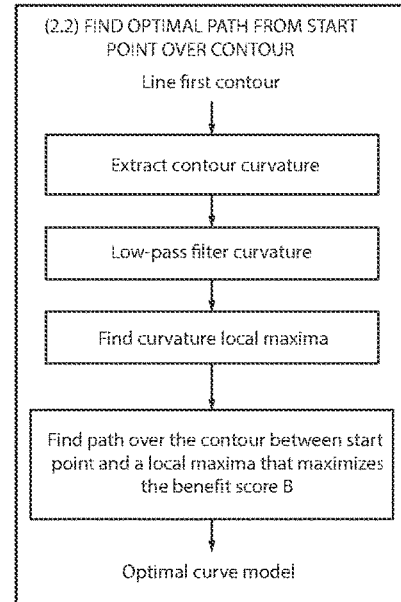 (2.2) FIND OPTIMAL PATH FROM START
POINT OVER CONTOUR
Line first contour
Extract contour curvature
Low-pass filter curvature
Find curvature local maxima
Find path over the contour between start
point and a local maxima that maximizes
the benefit score B
Optimal curve model